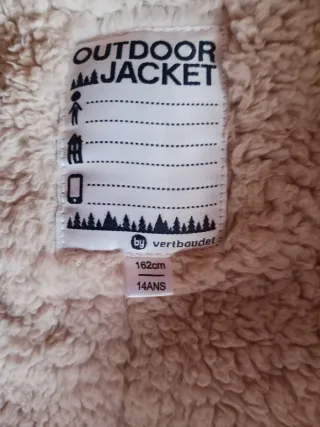 OUTDOOR
JACKET
by vertbaudet
162cm
14ANS